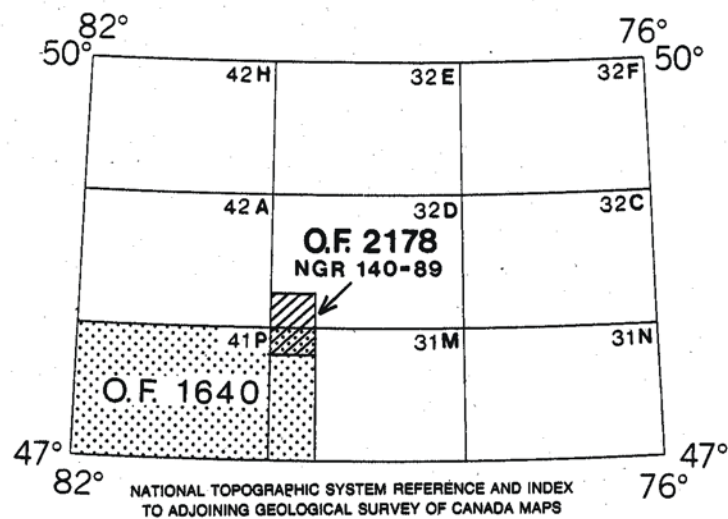 82° 76°
50° 50°
42H 32E 32F
42A 32D 32C
O.F. 2178
NGR 140-89
41P 31M 31N
O.F. 1640
47° 47°
82° 76°
NATIONAL TOPOGRAPHIC SYSTEM REFERENCE AND INDEX
TO ADJOINING GEOLOGICAL SURVEY OF CANADA MAPS